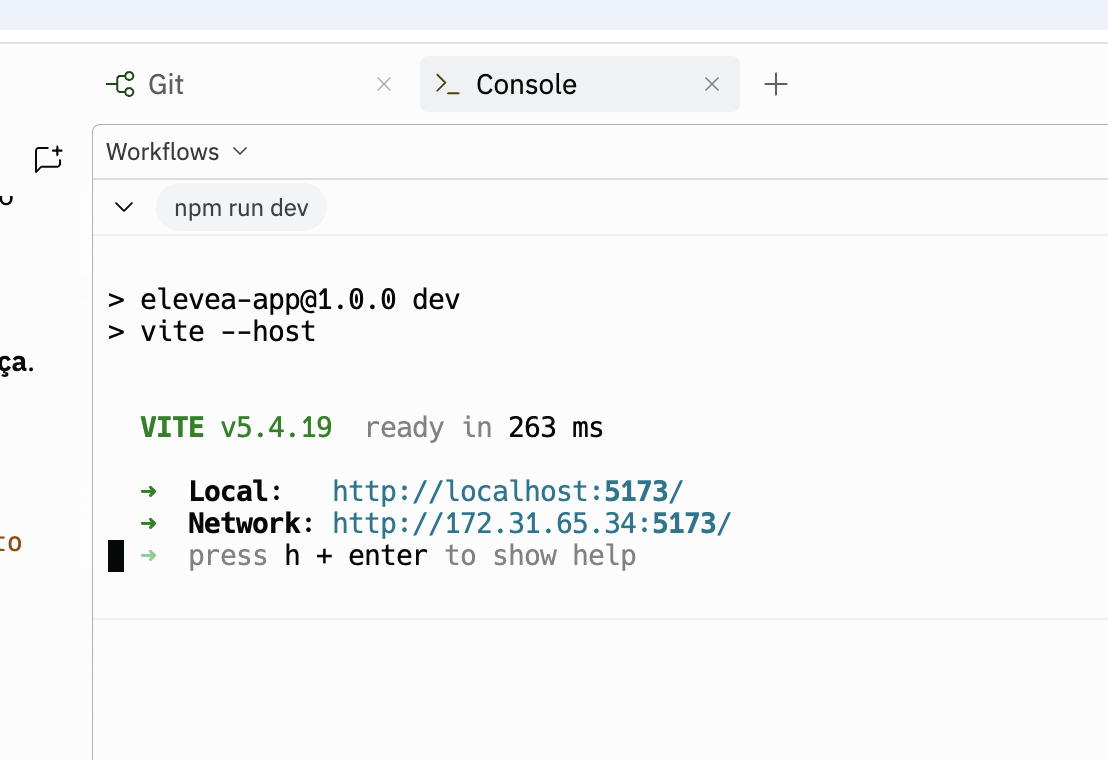 Git
Console
Workflows
npm run dev
> elevea-app@1.0.0 dev
> vite --host
ça.
VITE v5.4.19 ready in 263 ms
➜ Local: http://localhost:5173/
➜ Network: http://172.31.65.34:5173/
to
➜ press h + enter to show help